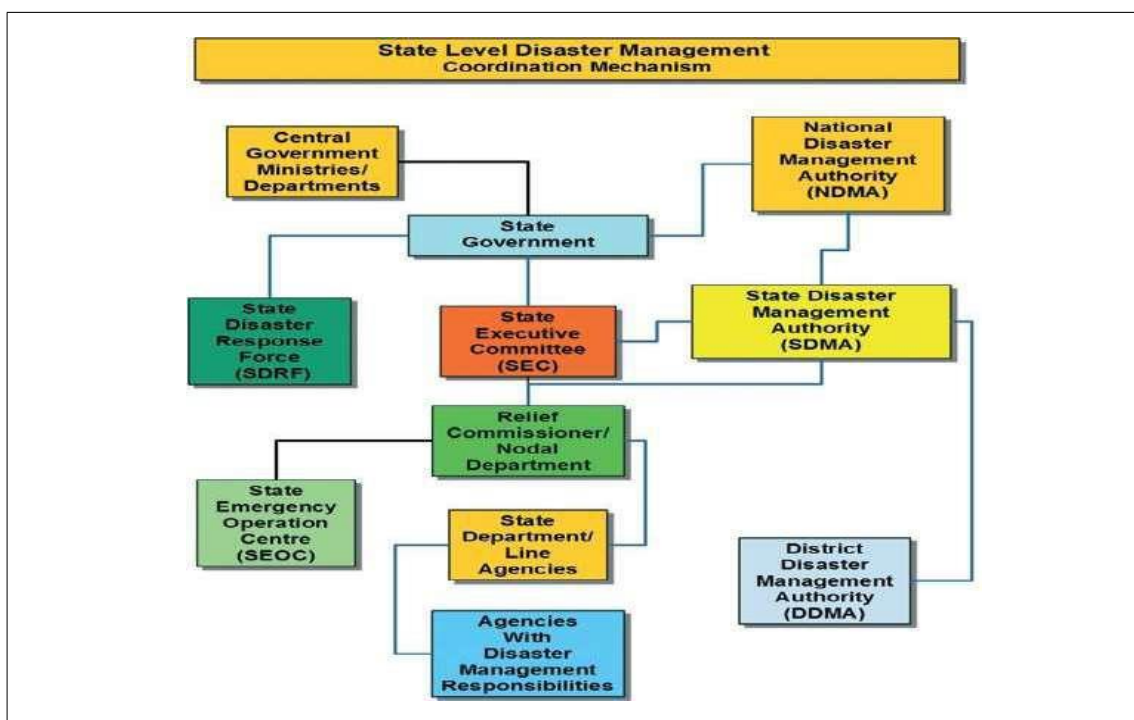 State Level Disaster Management
Coordination Mechanism
Central
Government
Ministries/
Departments
National
Disaster
Management
Authority
(NDMA)
State
Government
State
Disaster
Response
Force
(SDRF)
State
Executive
Committee
(SEC)
State Disaster
Management
Authority
(SDMA)
Relief
Commissioner/
Nodal
Department
State
Emergency
Operation
Centre
(SEOC)
State
Department/
Line
Agencies
District
Disaster
Management
Authority
(DDMA)
Agencies
With
Disaster
Management
Responsibilities